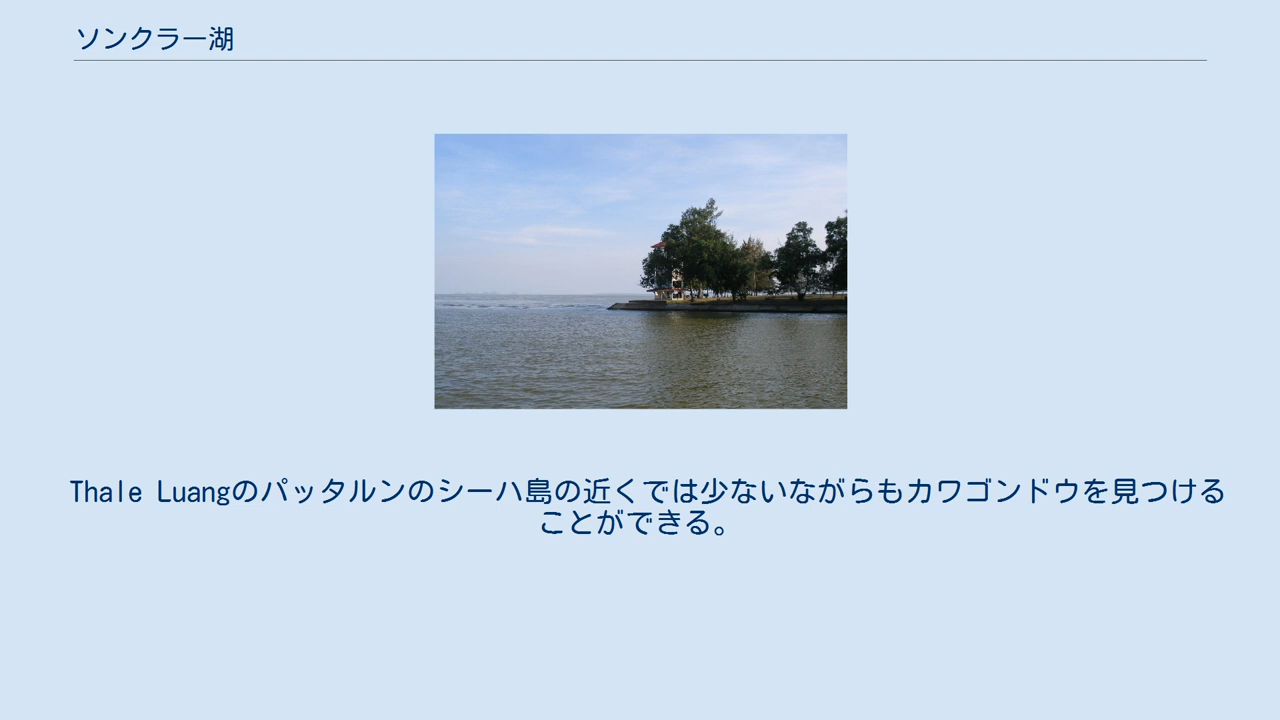 ソンクラー湖
Thale Luangのパッタルンのシーハ島の近くでは少ないながらもカワゴンドウを見つける
ことができる。